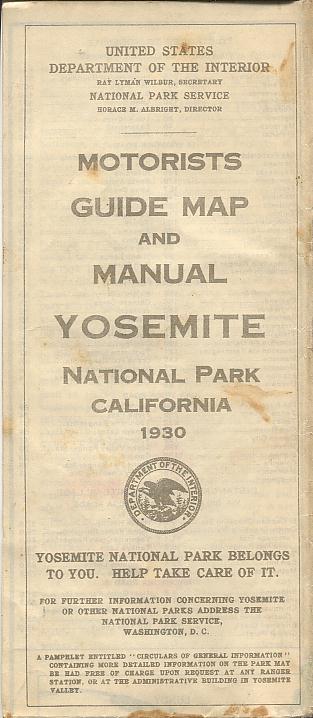 UNITED STATES
DEPARTMENT OF THE INTERIOR
RAY LYMAN WILBUR, SECRETARY
NATIONAL PARK SERVICE
HORACE M. ALBRIGHT, DIRECTOR
MOTORISTS
GUIDE MAP
AND
MANUAL
YOSEMITE
NATIONAL PARK
CALIFORNIA
1930
DEPARTMENT OF THE INTERIOR
YOSEMITE NATIONAL PARK BELONGS
TO YOU. HELP TAKE CARE OF IT.
FOR FURTHER INFORMATION CONCERNING YOSEMITE
OR OTHER NATIONAL PARKS ADDRESS THE
NATIONAL PARK SERVICE,
WASHINGTON, D. C.
A PAMPHLET ENTITLED "CIRCULARS OF GENERAL INFORMATION"
CONTAINING MORE DETAILED INFORMATION ON THE PARK MAY
BE HAD FREE OF CHARGE UPON REQUEST AT ANY RANGER
STATION, OR AT THE ADMINISTRATIVE BUILDING IN YOSEMITE
VALLEY.